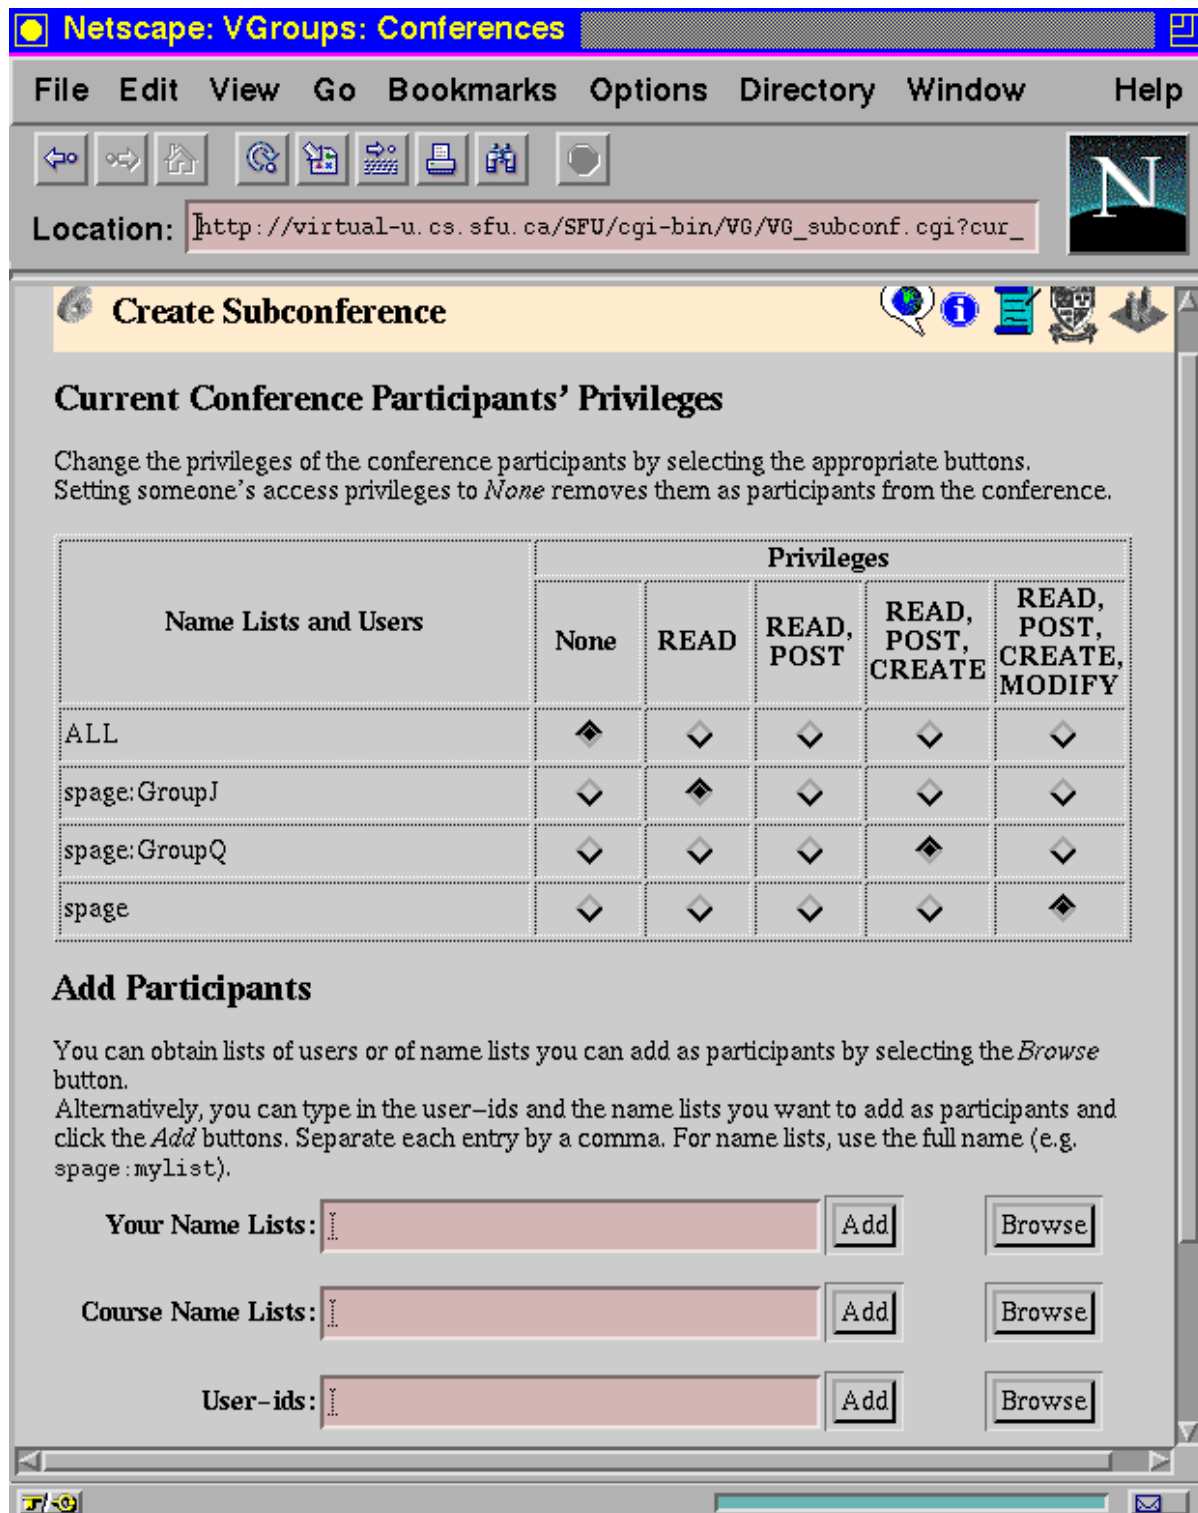 Netscape: VGroups: Conferences
File Edit View Go Bookmarks Options Directory Window Help
N
Location: http://virtual-u.cs.sfu.ca/SFU/cgi-bin/VG/VG_subconf.cgi?cur_
Create Subconference
Current Conference Participants' Privileges
Change the privileges of the conference participants by selecting the appropriate buttons.
Setting someone's access privileges to None removes them as participants from the conference.
Privileges
Name Lists and Users
None
READ
READ,
POST
READ,
POST,
CREATE
READ,
POST,
CREATE,
MODIFY
ALL
spage:GroupJ
spage:GroupQ
spage
Add Participants
You can obtain lists of users or of name lists you can add as participants by selecting the Browse
button.
Alternatively, you can type in the user-ids and the name lists you want to add as participants and
click the Add buttons. Separate each entry by a comma. For name lists, use the full name (e.g.
spage:mylist).
Your Name Lists: Add Browse
Course Name Lists: Add Browse
User-ids: Add Browse